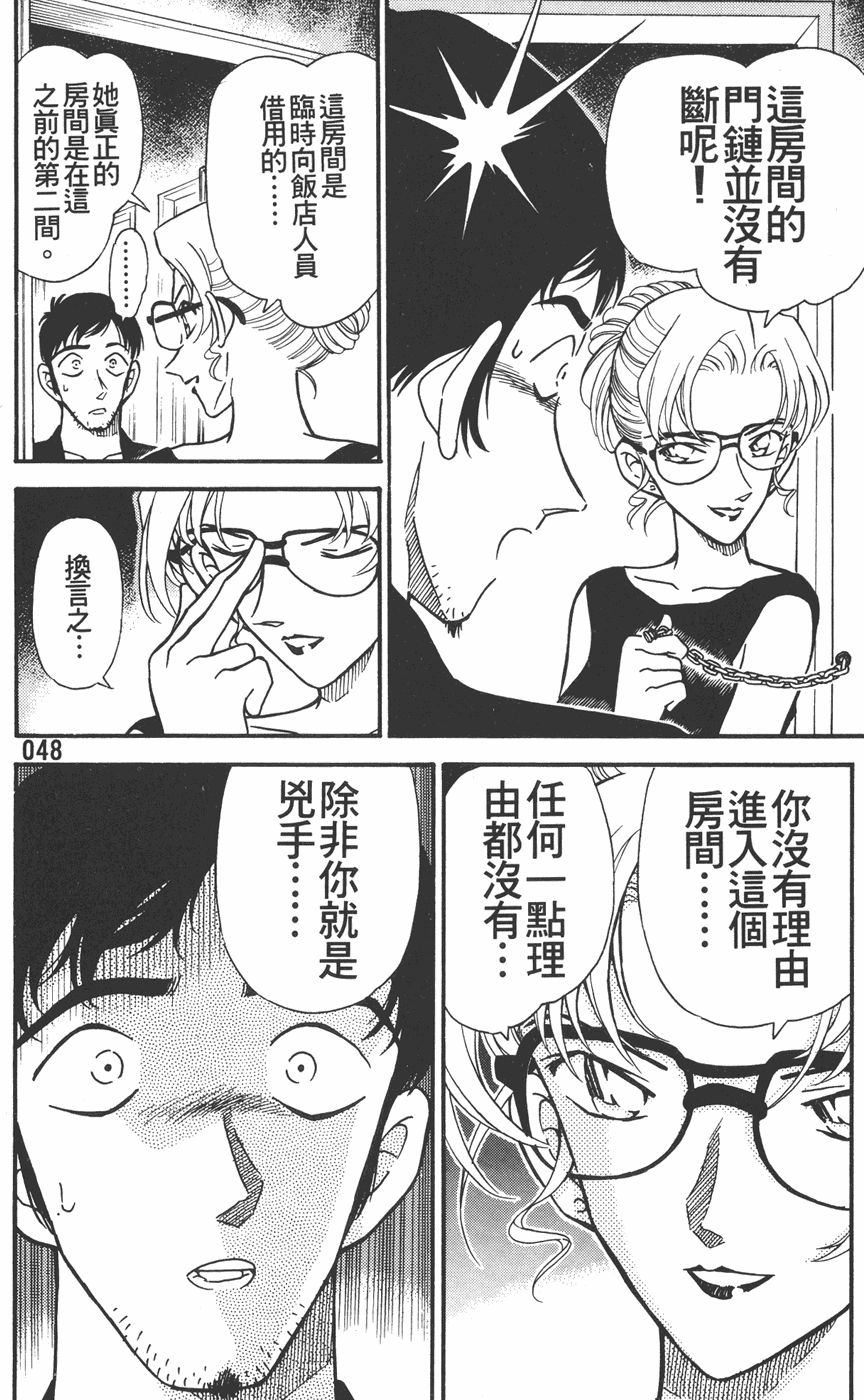 這房間的
門鏈並沒有
斷呢！
這房間是
臨時向飯店人員
借用的……
她眞正的
房間是在這
之前的第二間。
……
換言之…
048
你沒有理由
進入這個
房間……
任何一點理
由都沒有…
除非你就是
兇手……